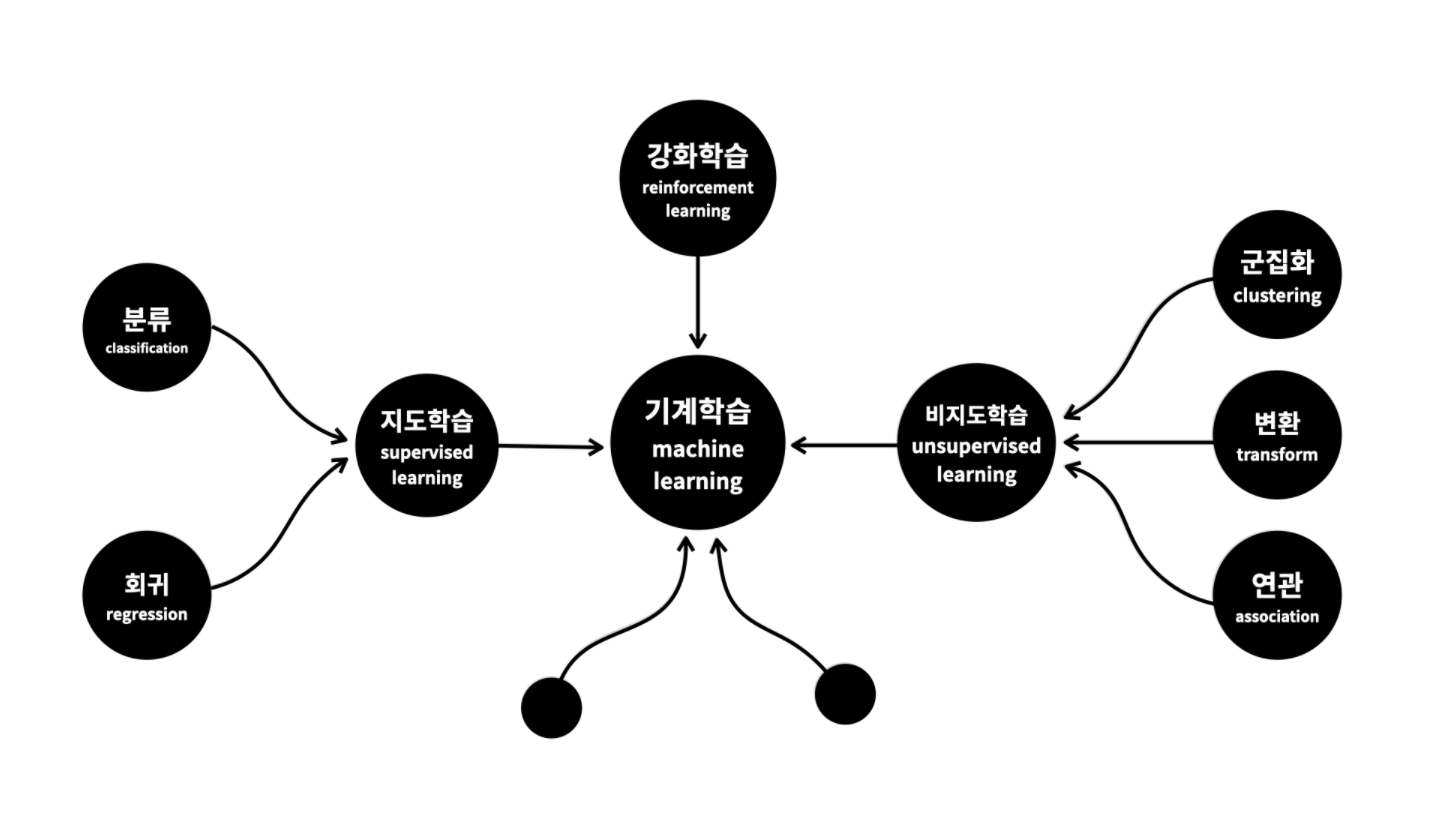 강화학습
reinforcement
learning
분류
classification
회귀
regression
지도학습
supervised
learning
기계학습
machine
learning
비지도학습
unsupervised
learning
군집화
clustering
변환
transform
연관
association